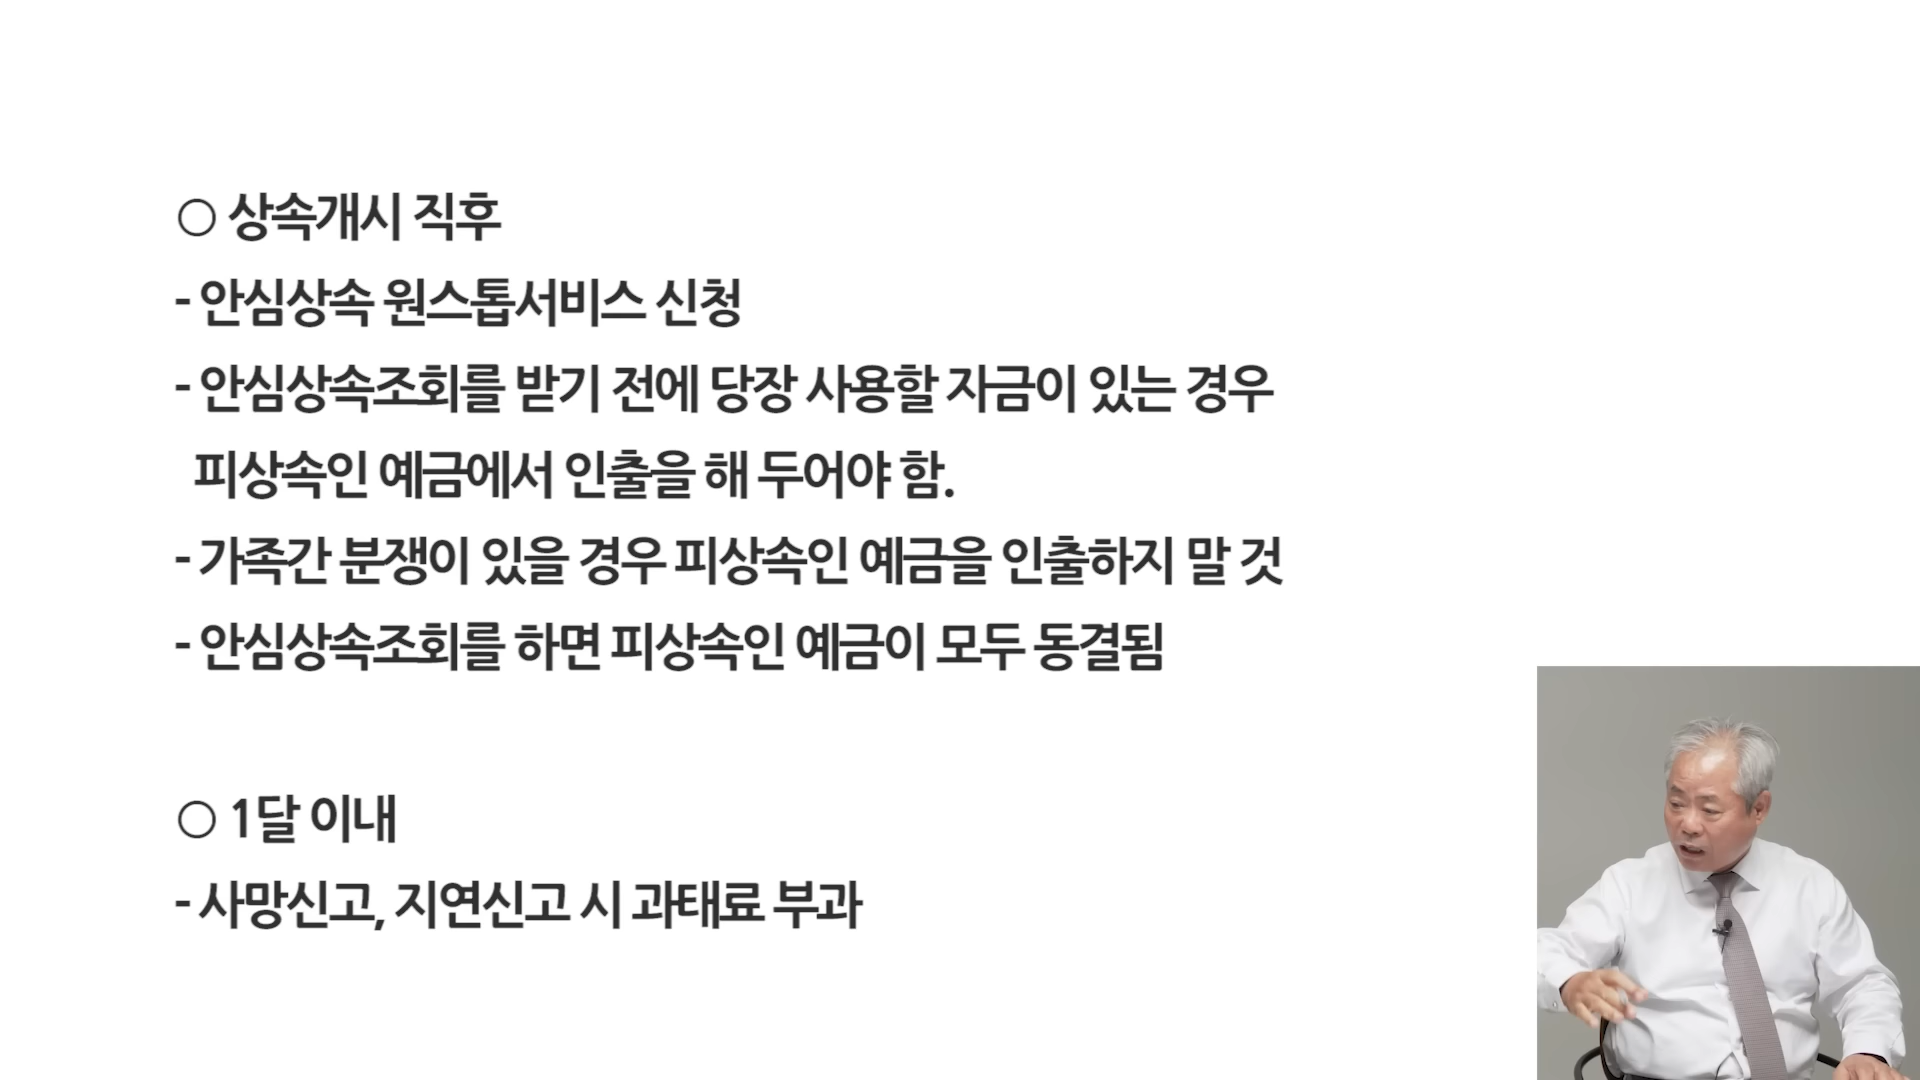 ○ 상속개시 직후
- 안심상속 원스톱서비스 신청
- 안심상속조회를 받기 전에 당장 사용할 자금이 있는 경우
피상속인 예금에서 인출을 해 두어야 함.
- 가족간 분쟁이 있을 경우 피상속인 예금을 인출하지 말 것
- 안심상속조회를 하면 피상속인 예금이 모두 동결됨
○ 1달 이내
- 사망신고, 지연신고 시 과태료 부과